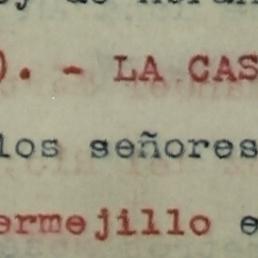 ). - LA CAS
los señores
ermejillo e